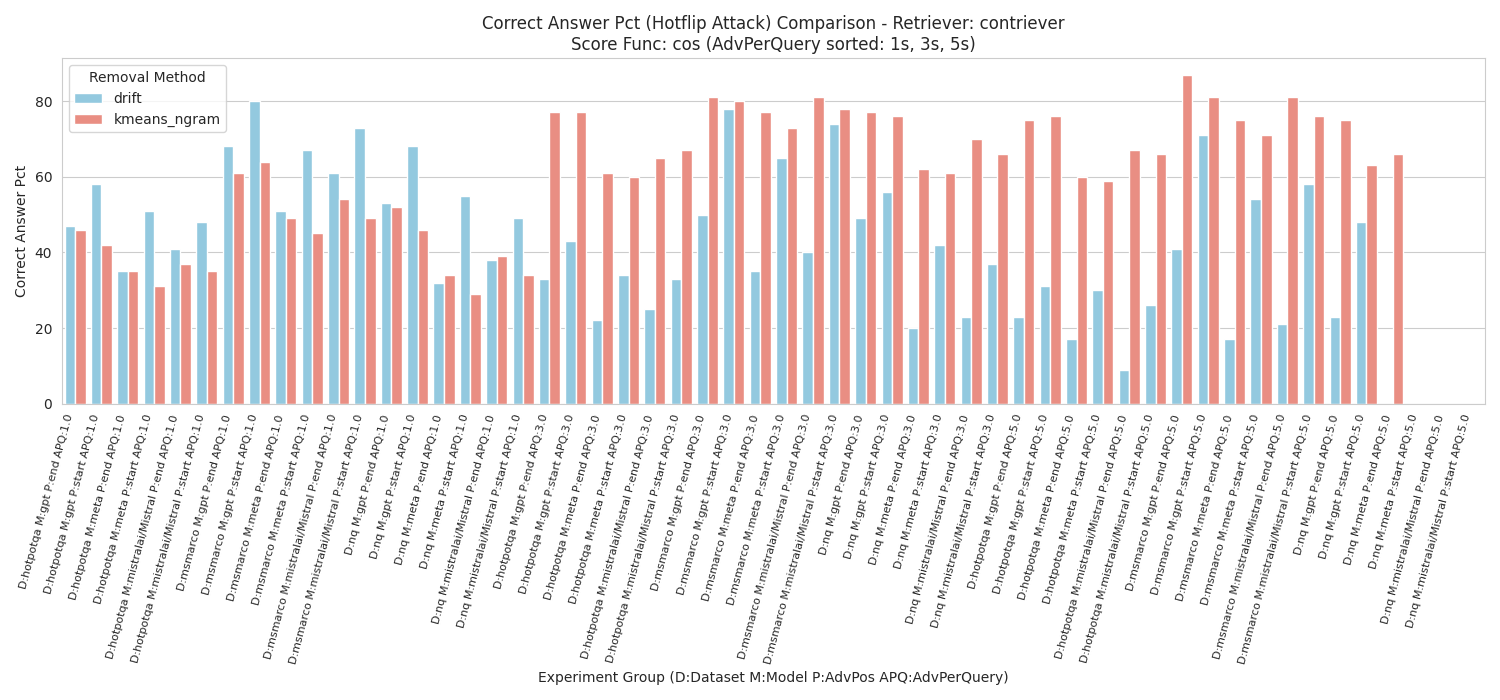 Correct Answer Pct (Hotflip Attack) Comparison - Retriever: contriever
Score Func: cos (AdvPerQuery sorted: 1s, 3s, 5s)
Removal Method
drift
kmeans_ngram
Correct Answer Pct
80
60
40
20
0
D:hotpotqa M:gpt P:end APQ:1.0
D:hotpotqa M:gpt P:start APQ:1.0
D:hotpotqa M:meta P:end APQ:1.0
D:hotpotqa M:meta P:start APQ:1.0
D:hotpotqa M:mistralai/Mistral P:end APQ:1.0
D:hotpotqa M:mistralai/Mistral P:start APQ:1.0
D:msmarco M:gpt P:end APQ:1.0
D:msmarco M:gpt P:start APQ:1.0
D:msmarco M:meta P:end APQ:1.0
D:msmarco M:meta P:start APQ:1.0
D:msmarco M:mistralai/Mistral P:end APQ:1.0
D:msmarco M:mistralai/Mistral P:start APQ:1.0
D:nq M:gpt P:end APQ:1.0
D:nq M:gpt P:start APQ:1.0
D:nq M:meta P:end APQ:1.0
D:nq M:meta P:start APQ:1.0
D:nq M:mistralai/Mistral P:end APQ:1.0
D:nq M:mistralai/Mistral P:start APQ:1.0
D:hotpotqa M:gpt P:end APQ:3.0
D:hotpotqa M:gpt P:start APQ:3.0
D:hotpotqa M:meta P:end APQ:3.0
D:hotpotqa M:meta P:start APQ:3.0
D:hotpotqa M:mistralai/Mistral P:end APQ:3.0
D:hotpotqa M:mistralai/Mistral P:start APQ:3.0
D:msmarco M:gpt P:end APQ:3.0
D:msmarco M:gpt P:start APQ:3.0
D:msmarco M:meta P:end APQ:3.0
D:msmarco M:meta P:start APQ:3.0
D:msmarco M:mistralai/Mistral P:end APQ:3.0
D:msmarco M:mistralai/Mistral P:start APQ:3.0
D:nq M:gpt P:end APQ:3.0
D:nq M:gpt P:start APQ:3.0
D:nq M:meta P:end APQ:3.0
D:nq M:meta P:start APQ:3.0
D:nq M:mistralai/Mistral P:end APQ:3.0
D:nq M:mistralai/Mistral P:start APQ:3.0
D:hotpotqa M:gpt P:end APQ:5.0
D:hotpotqa M:gpt P:start APQ:5.0
D:hotpotqa M:meta P:end APQ:5.0
D:hotpotqa M:meta P:start APQ:5.0
D:hotpotqa M:mistralai/Mistral P:end APQ:5.0
D:hotpotqa M:mistralai/Mistral P:start APQ:5.0
D:msmarco M:gpt P:end APQ:5.0
D:msmarco M:gpt P:start APQ:5.0
D:msmarco M:meta P:end APQ:5.0
D:msmarco M:meta P:start APQ:5.0
D:msmarco M:mistralai/Mistral P:end APQ:5.0
D:msmarco M:mistralai/Mistral P:start APQ:5.0
D:nq M:gpt P:end APQ:5.0
D:nq M:gpt P:start APQ:5.0
D:nq M:meta P:end APQ:5.0
D:nq M:meta P:start APQ:5.0
D:nq M:mistralai/Mistral P:end APQ:5.0
D:nq M:mistralai/Mistral P:start APQ:5.0
Experiment Group (D:Dataset M:Model P:AdvPos APQ:AdvPerQuery)